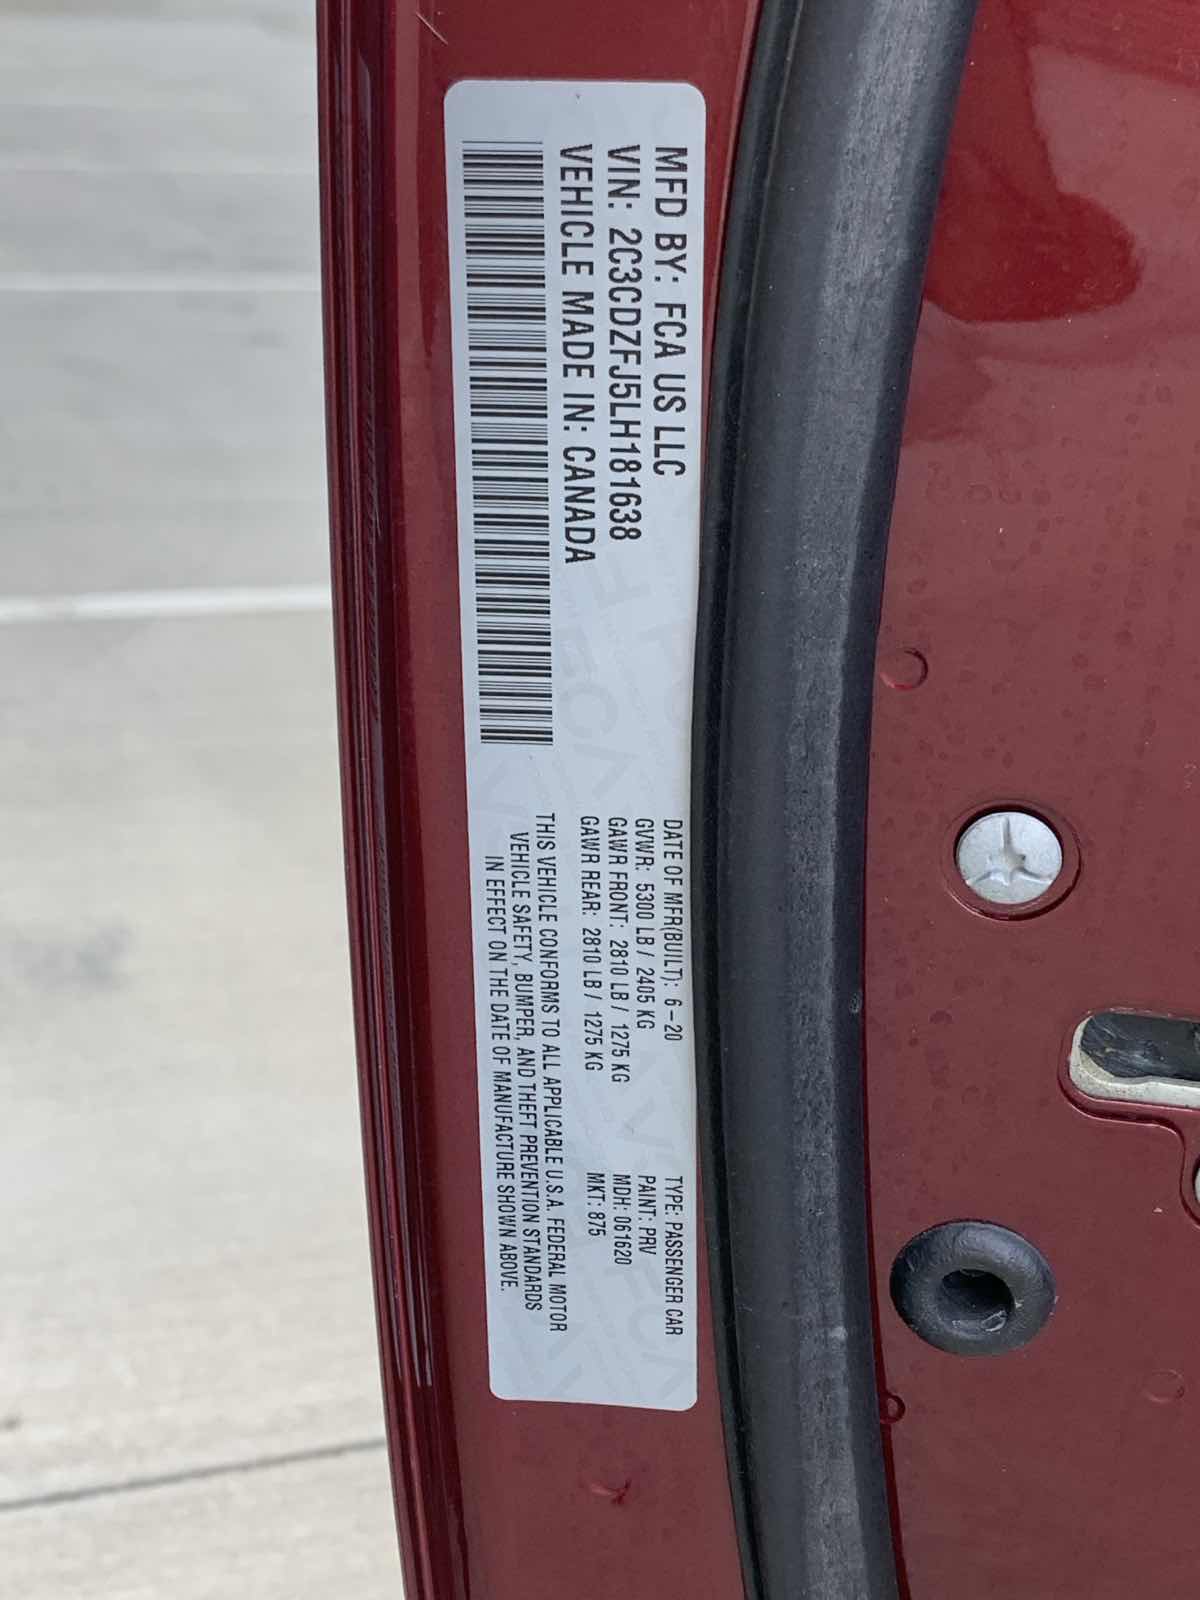 MFD BY: FCA US LLC
VIN: 2C3CDZFJ5LH181638
VEHICLE MADE IN: CANADA
DATE OF MFR(BUILT): 6-20
GVWR: 5300 LB / 2405 KG
GAWR FRONT: 2810 LB / 1275 KG
GAWR REAR: 2810 LB / 1275 KG
TYPE: PASSENGER CAR
PAINT: PRV
MDH: 061620
MKT: 875
THIS VEHICLE CONFORMS TO ALL APPLICABLE U.S.A. FEDERAL MOTOR
VEHICLE SAFETY, BUMPER, AND THEFT PREVENTION STANDARDS
IN EFFECT ON THE DATE OF MANUFACTURE SHOWN ABOVE.